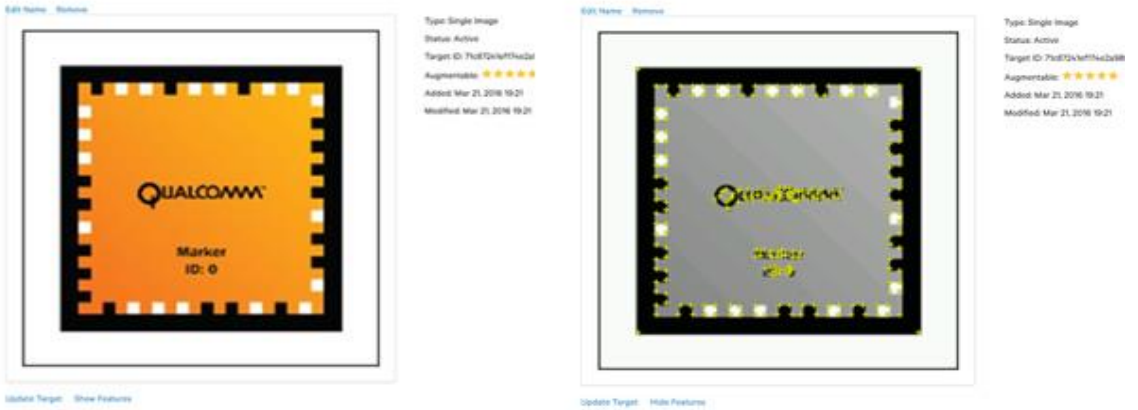 Edit Name Remove
Type: Single Image
Status: Active
Augmentable:
Added: Mar 21, 2016 19:21
Modified: Mar 21, 2016 19:21
QUALCOMM
Marker
ID: 0
Update Target Show Features
Edit Name Remove
Type: Single Image
Status: Active
Augmentable:
Added: Mar 21, 2016 19:21
Modified: Mar 21, 2016 19:21
Update Target Hide Features